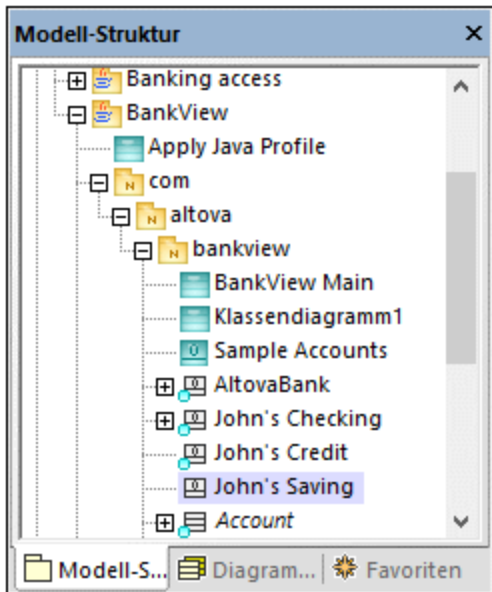 Modell-Struktur
Banking access
BankView
Apply Java Profile
com
altova
bankview
BankView Main
Klassendiagramm1
Sample Accounts
AltovaBank
John's Checking
John's Credit
John's Saving
Account
Modell-S... Diagram... Favoriten